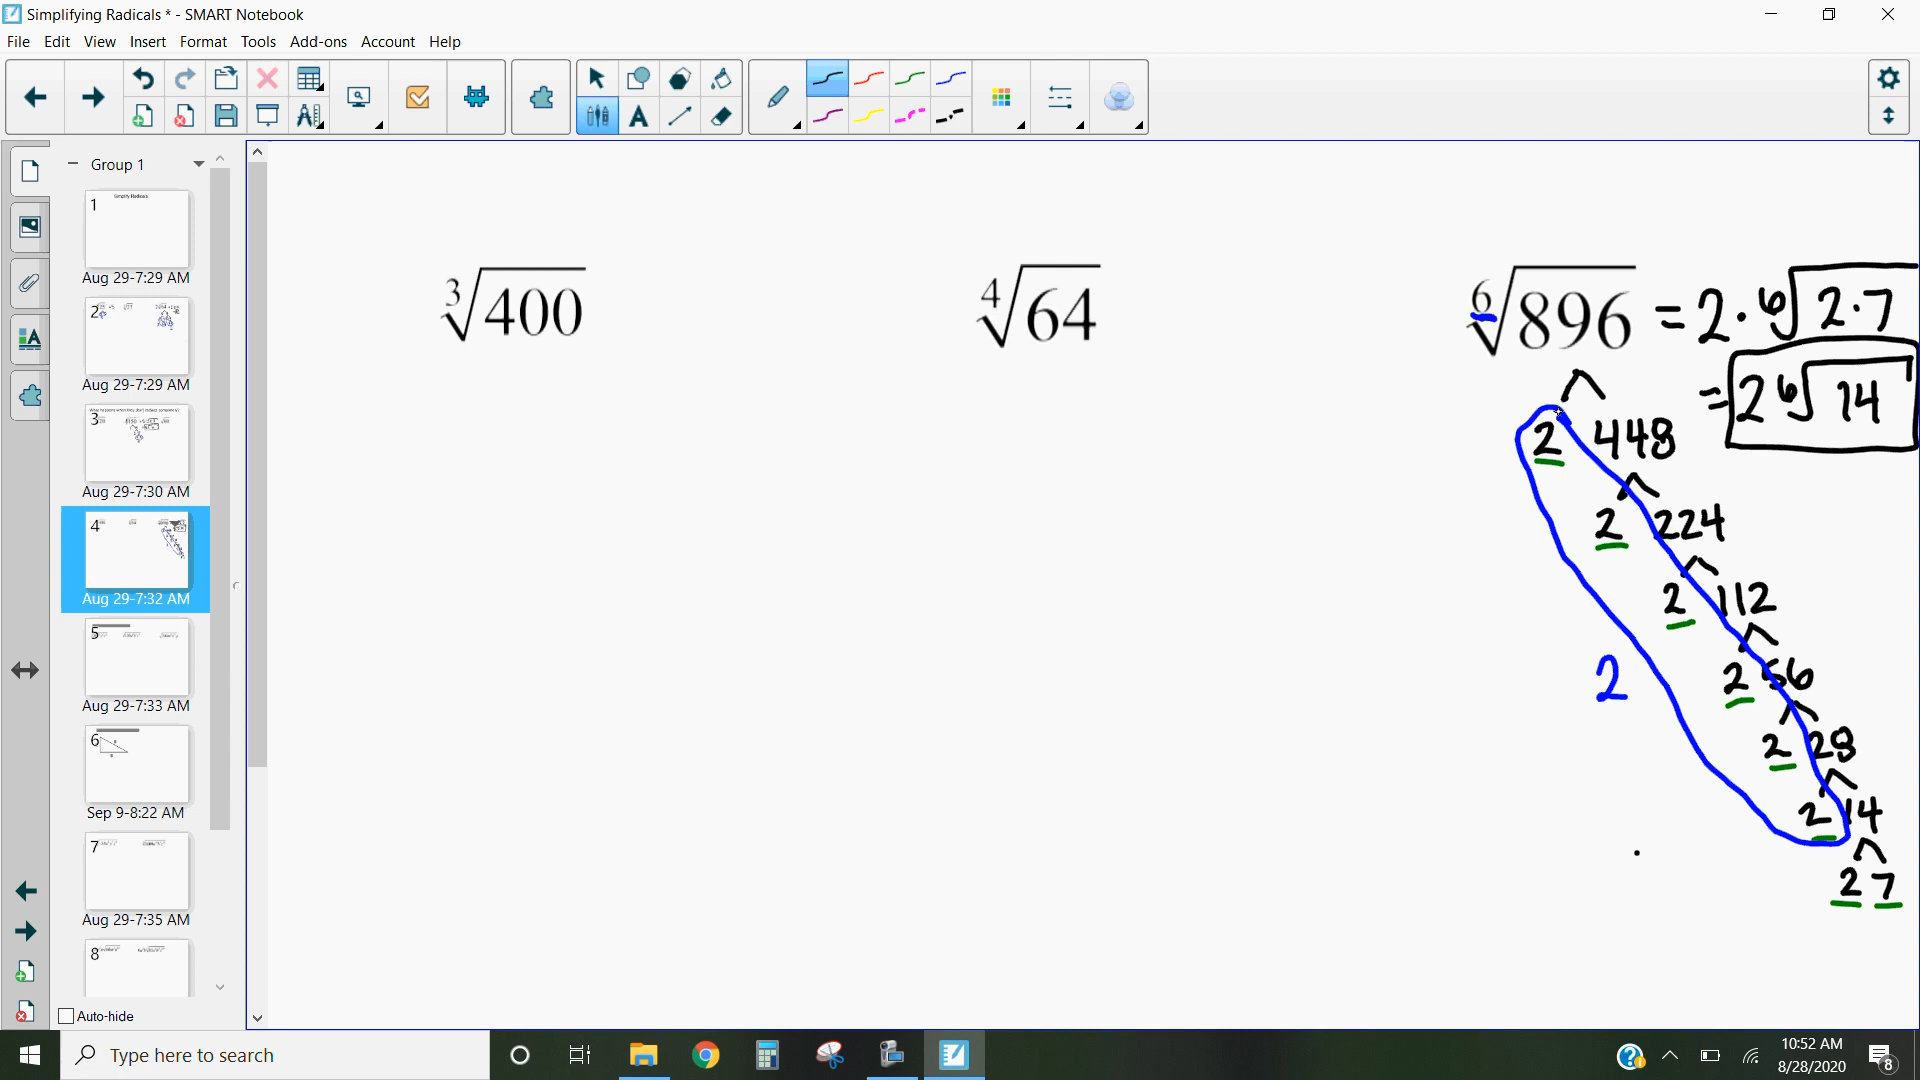 Simplifying Radicals * - SMART Notebook
File Edit View Insert Format Tools Add-ons Account Help
Group 1
1
Simplify Radicals
Aug 29-7:29 AM
2
Aug 29-7:29 AM
3
Aug 29-7:30 AM
4
Aug 29-7:32 AM
5
Aug 29-7:33 AM
6
Sep 9-8:22 AM
7
Aug 29-7:35 AM
8
Auto-hide
∛400
∜64
⁶√896 = 2·⁶√2·7
= 2⁶√14
2 448
2 224
2 112
2 56
2 28
2 14
2 7
2
Type here to search
10:52 AM
8/28/2020
8